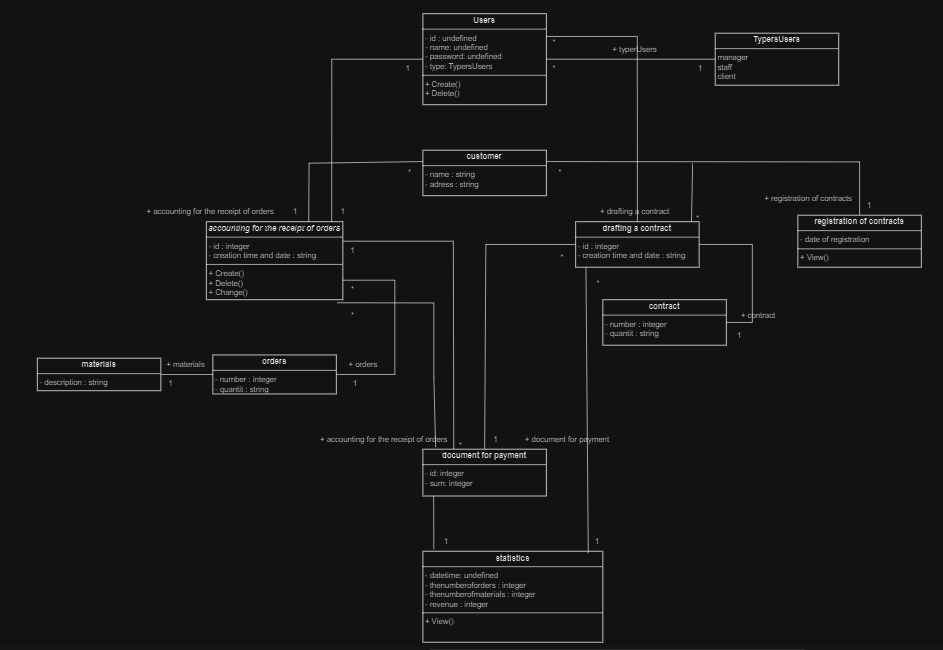 Users
- id : undefined
- name: undefined
- password: undefined
- type: TypersUsers
+ Create()
+ Delete()
*
*
1
+ typerUsers
1
TypersUsers
manager
staff
client
customer
- name : string
- adress : string
*
*
+ accounting for the receipt of orders
1
1
accounting for the receipt of orders
- id : integer
- creation time and date : string
+ Create()
+ Delete()
+ Change()
1
*
*
+ drafting a contract
*
drafting a contract
- id : integer
- creation time and date : string
*
*
+ registration of contracts
1
registration of contracts
- date of registration
+ View()
contract
- number : integer
- quantit : string
+ contract
1
materials
- description : string
+ materials
1
orders
- number : integer
- quantit : string
+ orders
1
+ accounting for the receipt of orders
*
1
+ document for payment
document for payment
- id: integer
- sum: integer
1
1
statistics
- datetime: undefined
- thenumberoforders : integer
- thenumberofmaterials : integer
- revenue : integer
+ View()